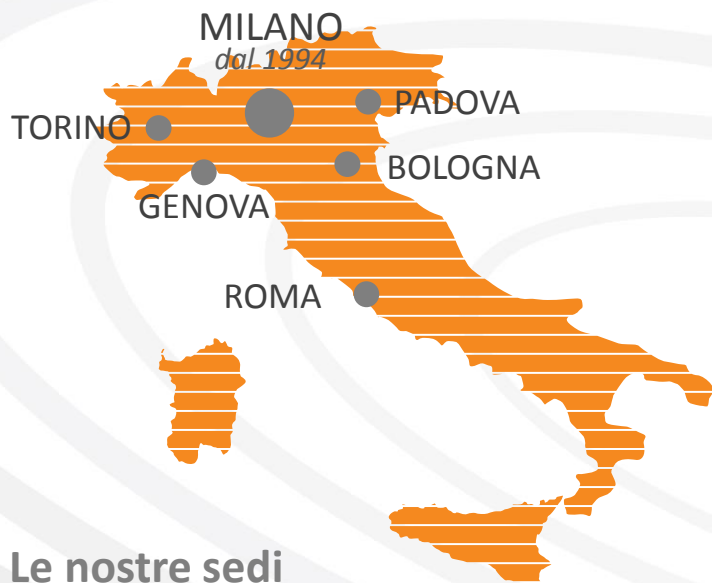 MILANO
dal 1994
PADOVA
TORINO
BOLOGNA
GENOVA
ROMA
Le nostre sedi